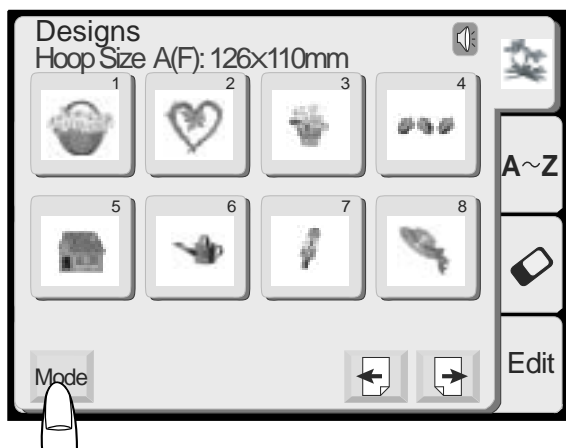 Designs
Hoop Size A(F): 126×110mm
1 2 3 4
A~Z
5 6 7 8
Mode
Edit